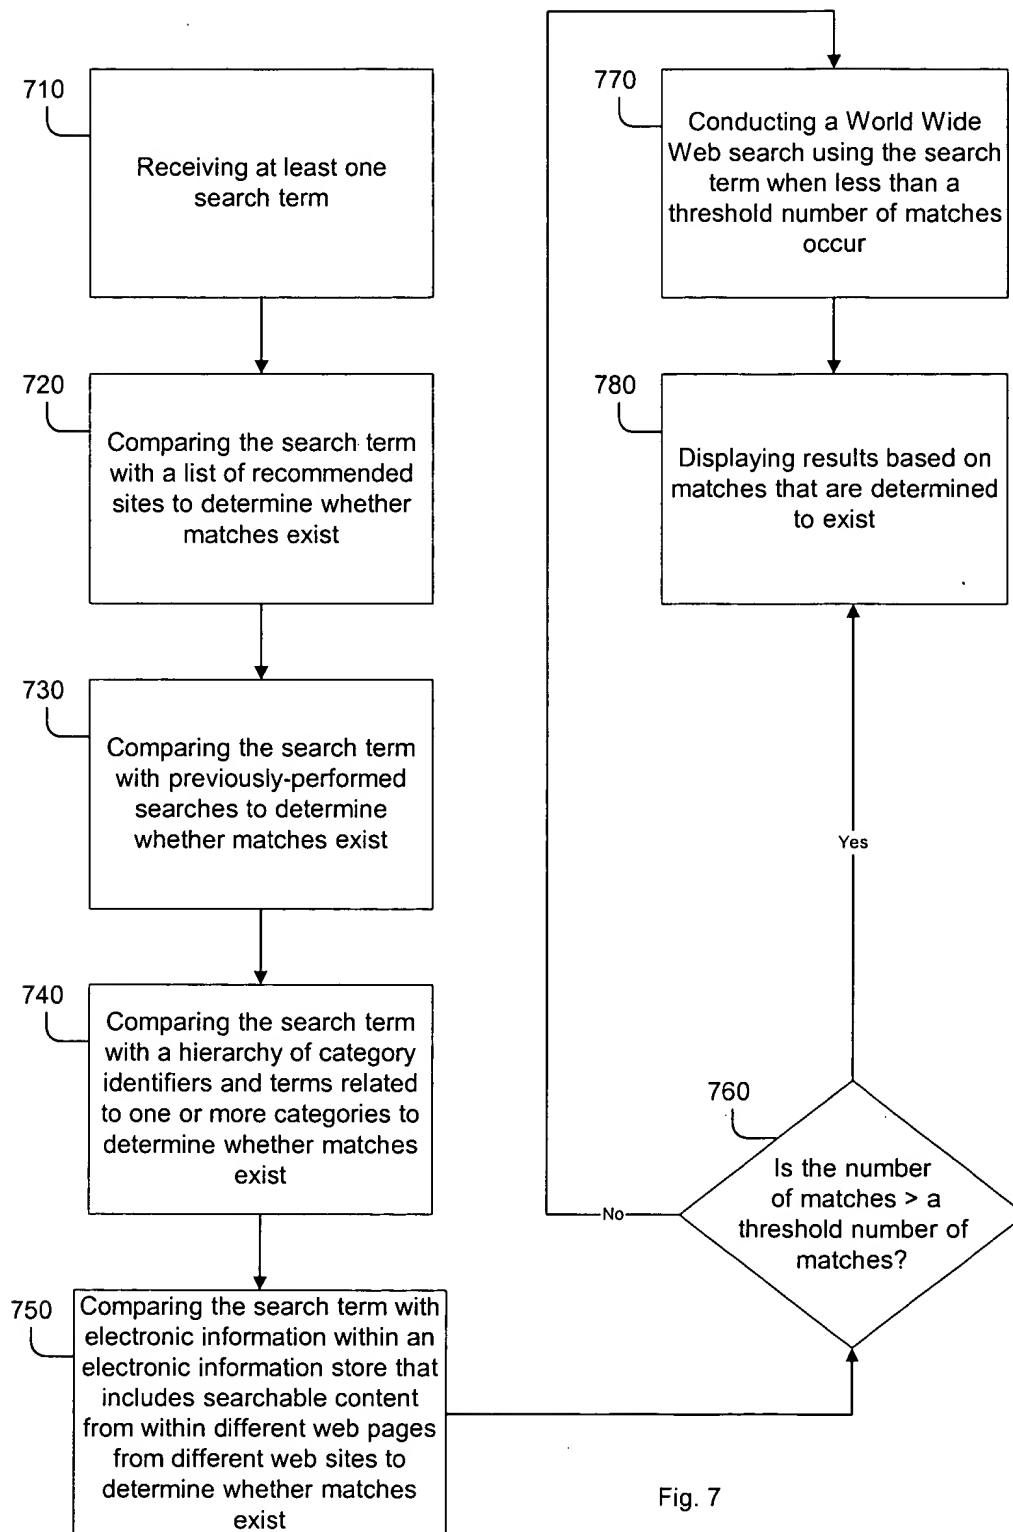 710
Receiving at least one
search term
720
Comparing the search term
with a list of recommended
sites to determine whether
matches exist
730
Comparing the search term
with previously-performed
searches to determine
whether matches exist
740
Comparing the search term
with a hierarchy of category
identifiers and terms related
to one or more categories to
determine whether matches
exist
750
Comparing the search term with
electronic information within an
electronic information store that
includes searchable content
from within different web pages
from different web sites to
determine whether matches
exist
760
Is the number
of matches > a
threshold number of
matches?
No
Yes
770
Conducting a World Wide
Web search using the search
term when less than a
threshold number of matches
occur
780
Displaying results based on
matches that are determined
to exist
Fig. 7